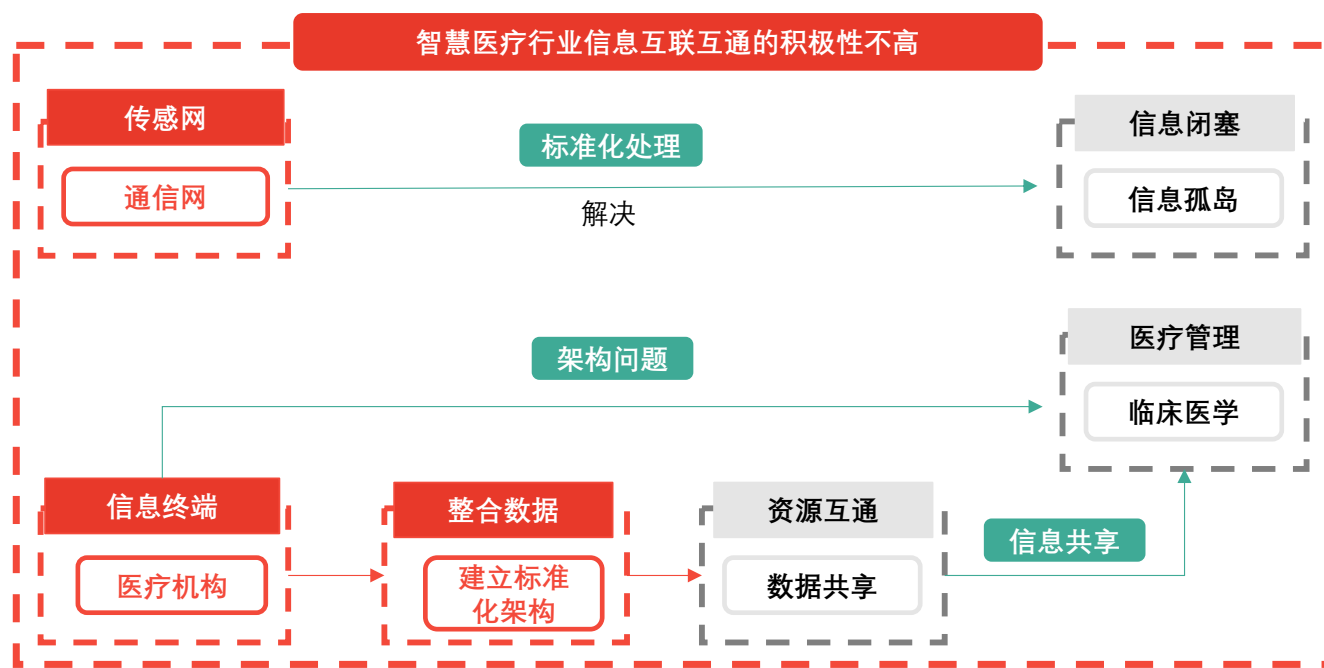 智慧医疗行业信息互联互通的积极性不高
传感网
通信网
标准化处理
解决
信息闭塞
信息孤岛
架构问题
医疗管理
临床医学
信息终端
医疗机构
整合数据
建立标准
化架构
资源互通
数据共享
信息共享